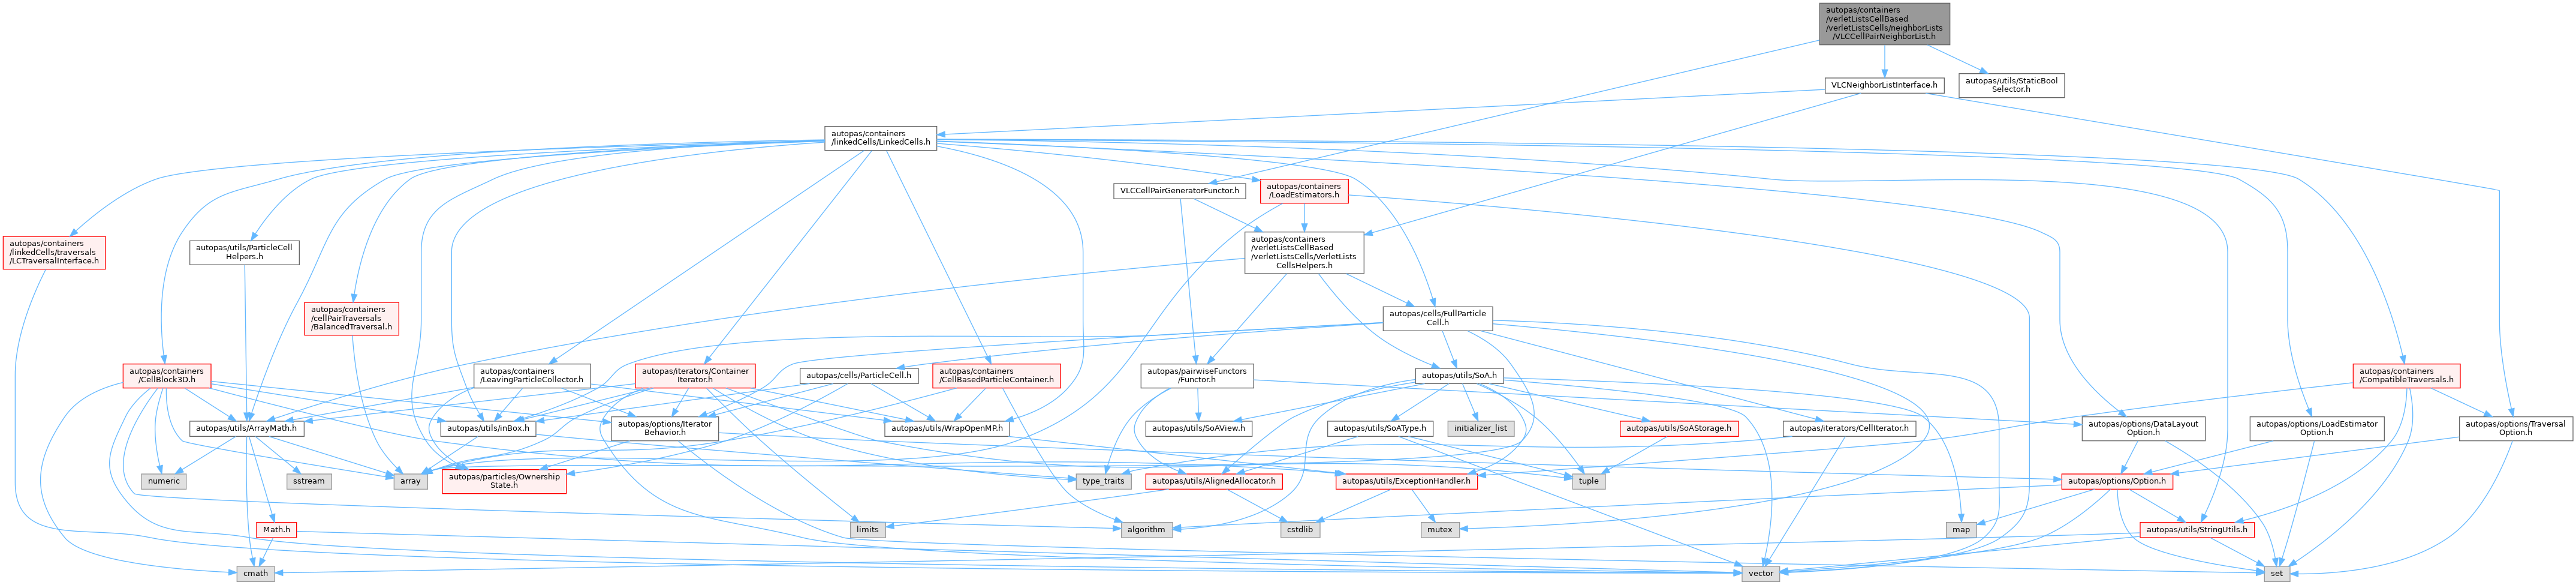 autopas/containers
/verletListsCellBased
/verletListsCells/neighborLists
/VLCCellPairNeighborList.h
VLCNeighborListInterface.h
autopas/utils/StaticBool
Selector.h
autopas/containers
/linkedCells/LinkedCells.h
VLCCellPairGeneratorFunctor.h
autopas/containers
/LoadEstimators.h
autopas/containers
/linkedCells/traversals
/LCTraversalInterface.h
autopas/utils/ParticleCell
Helpers.h
autopas/containers
/verletListsCellBased
/verletListsCells/VerletLists
CellsHelpers.h
autopas/containers
/cellPairTraversals
/BalancedTraversal.h
autopas/cells/FullParticle
Cell.h
autopas/containers
/CellBlock3D.h
autopas/containers
/LeavingParticleCollector.h
autopas/iterators/Container
Iterator.h
autopas/cells/ParticleCell.h
autopas/containers
/CellBasedParticleContainer.h
autopas/pairwiseFunctors
/Functor.h
autopas/utils/SoA.h
autopas/containers
/CompatibleTraversals.h
autopas/utils/ArrayMath.h
autopas/utils/inBox.h
autopas/options/Iterator
Behavior.h
autopas/utils/WrapOpenMP.h
autopas/utils/SoAView.h
autopas/utils/SoAType.h
initializer_list
autopas/utils/SoAStorage.h
autopas/iterators/CellIterator.h
autopas/options/DataLayout
Option.h
autopas/options/LoadEstimator
Option.h
autopas/options/Traversal
Option.h
numeric
sstream
array
autopas/particles/Ownership
State.h
type_traits
autopas/utils/AlignedAllocator.h
autopas/utils/ExceptionHandler.h
tuple
autopas/options/Option.h
Math.h
limits
algorithm
cstdlib
mutex
map
autopas/utils/StringUtils.h
cmath
vector
set